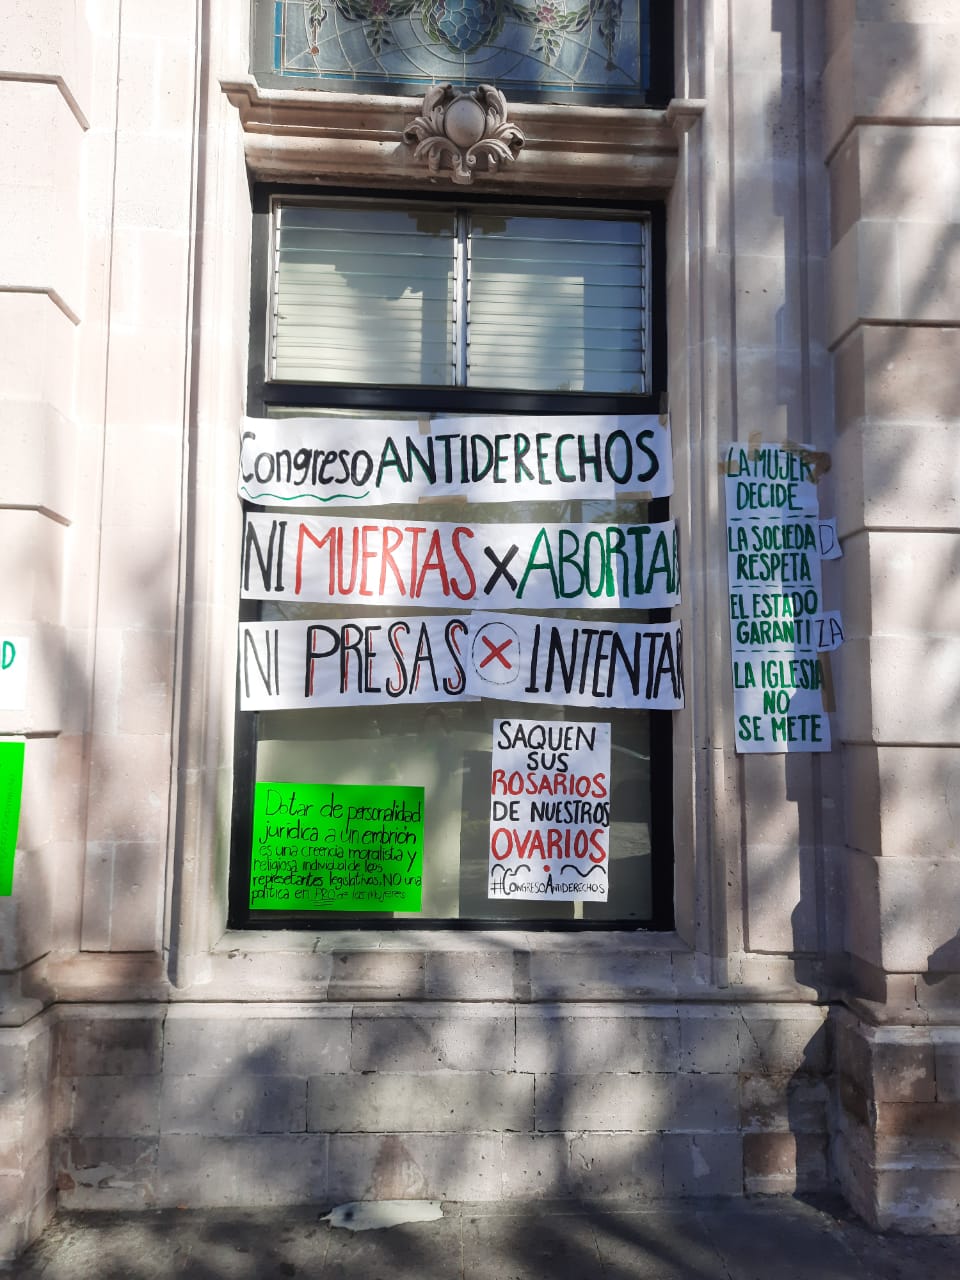 Congreso ANTIDERECHOS
NI MUERTAS X ABORTAR
NI PRESAS X INTENTAR
LA MUJER
DECIDE
LA SOCIEDAD
RESPETA
EL ESTADO
GARANTIZA
LA IGLESIA
NO
SE METE
SAQUEN
SUS
ROSARIOS
DE NUESTROS
OVARIOS
#CONGRESOANTIDERECHOS
Dotar de personalidad
jurídica a un embrión
es una creencia moralista y
religiosa individual de los
represetantes legislativas, NO una
política en PRO de las mujeres
D